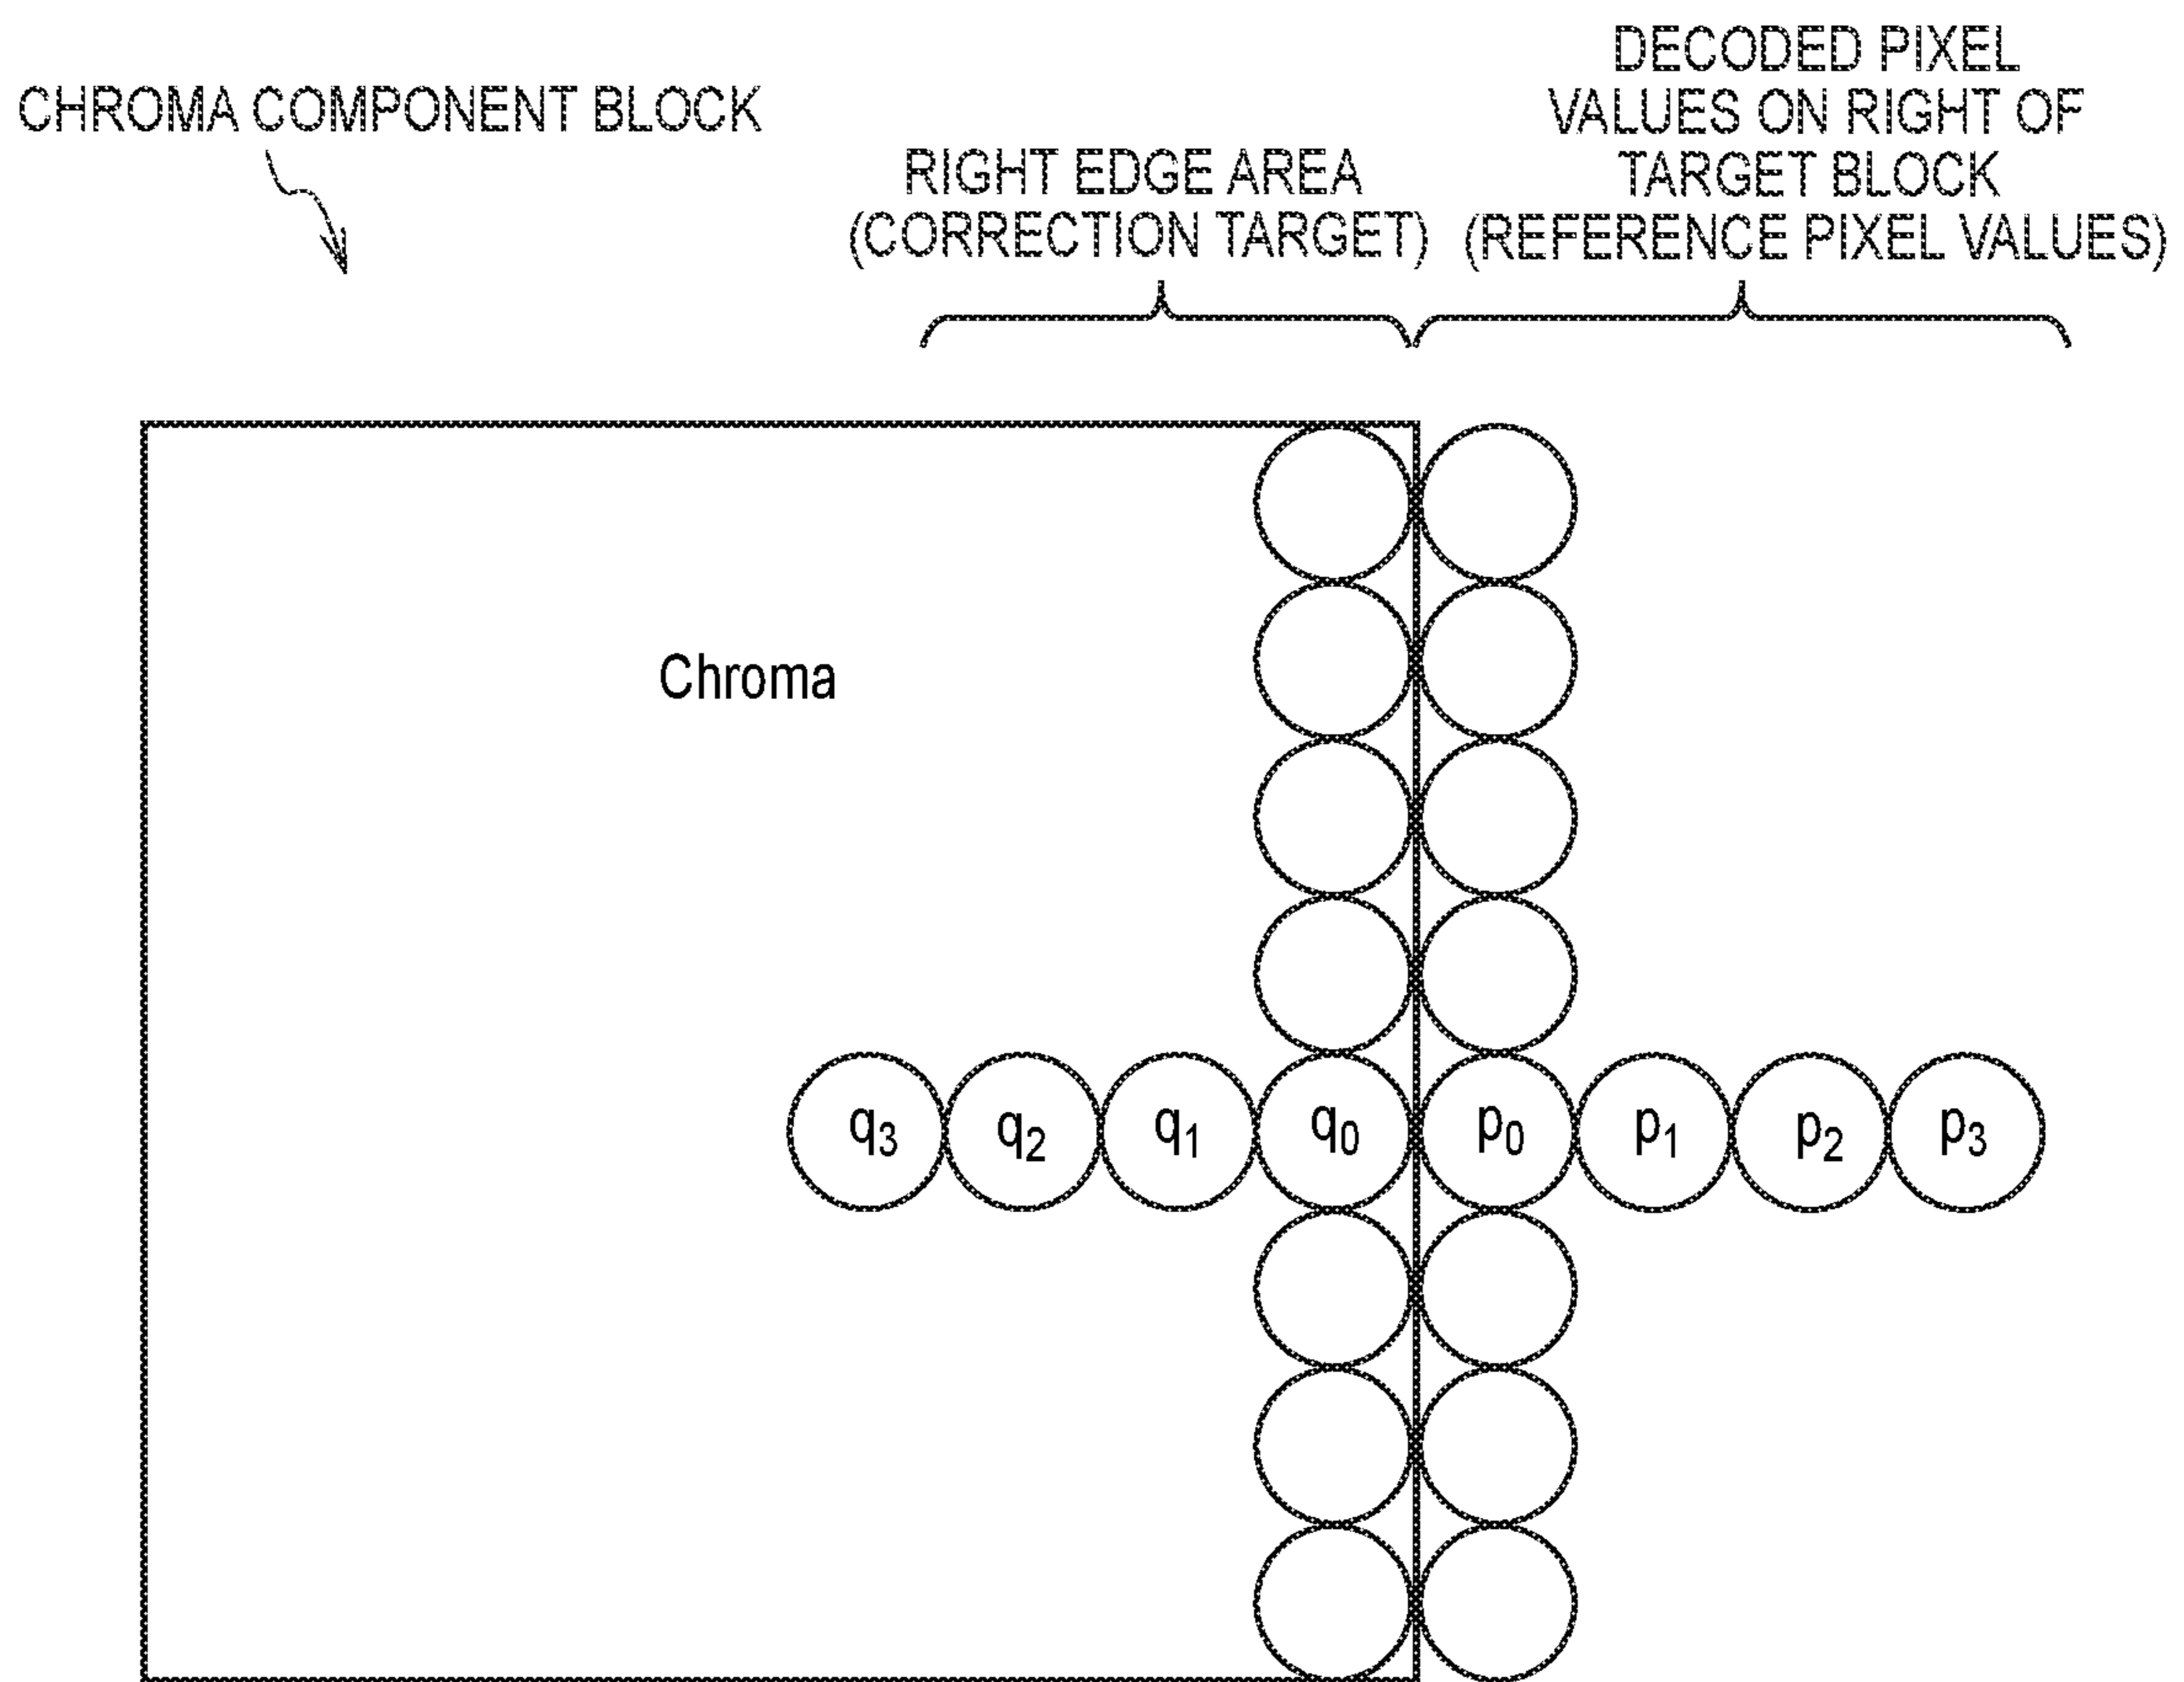 CHROMA COMPONENT BLOCK
RIGHT EDGE AREA
(CORRECTION TARGET)
DECODED PIXEL
VALUES ON RIGHT OF
TARGET BLOCK
(REFERENCE PIXEL VALUES)
Chroma
q3 q2 q1 q0 p0 p1 p2 p3